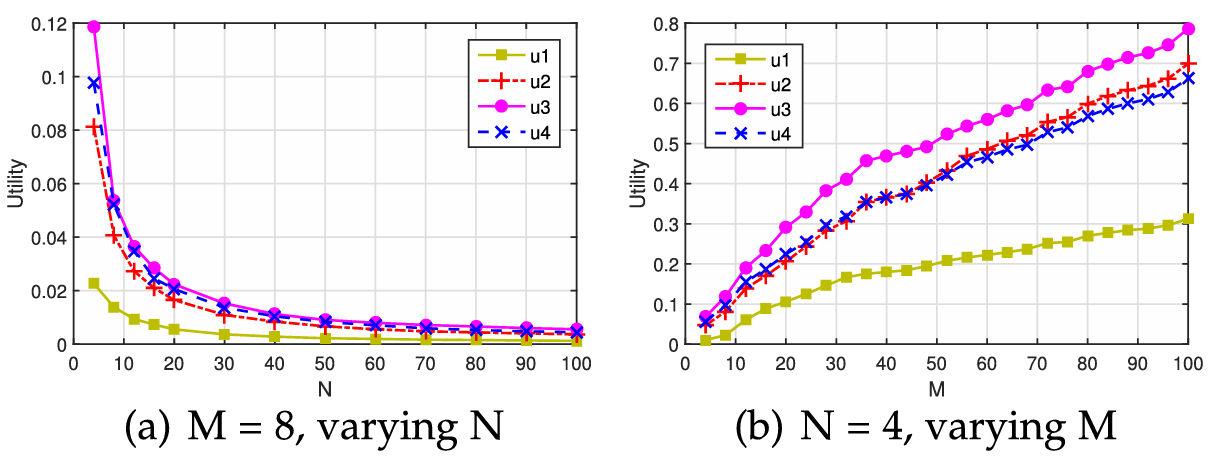 0.12
0.1
0.08
0.06
0.04
0.02
0
Utility
u1
u2
u3
u4
0 10 20 30 40 50 60 70 80 90 100
N
(a) M = 8, varying N
0.8
0.7
0.6
0.5
0.4
0.3
0.2
0.1
0
Utility
u1
u2
u3
u4
0 10 20 30 40 50 60 70 80 90 100
M
(b) N = 4, varying M